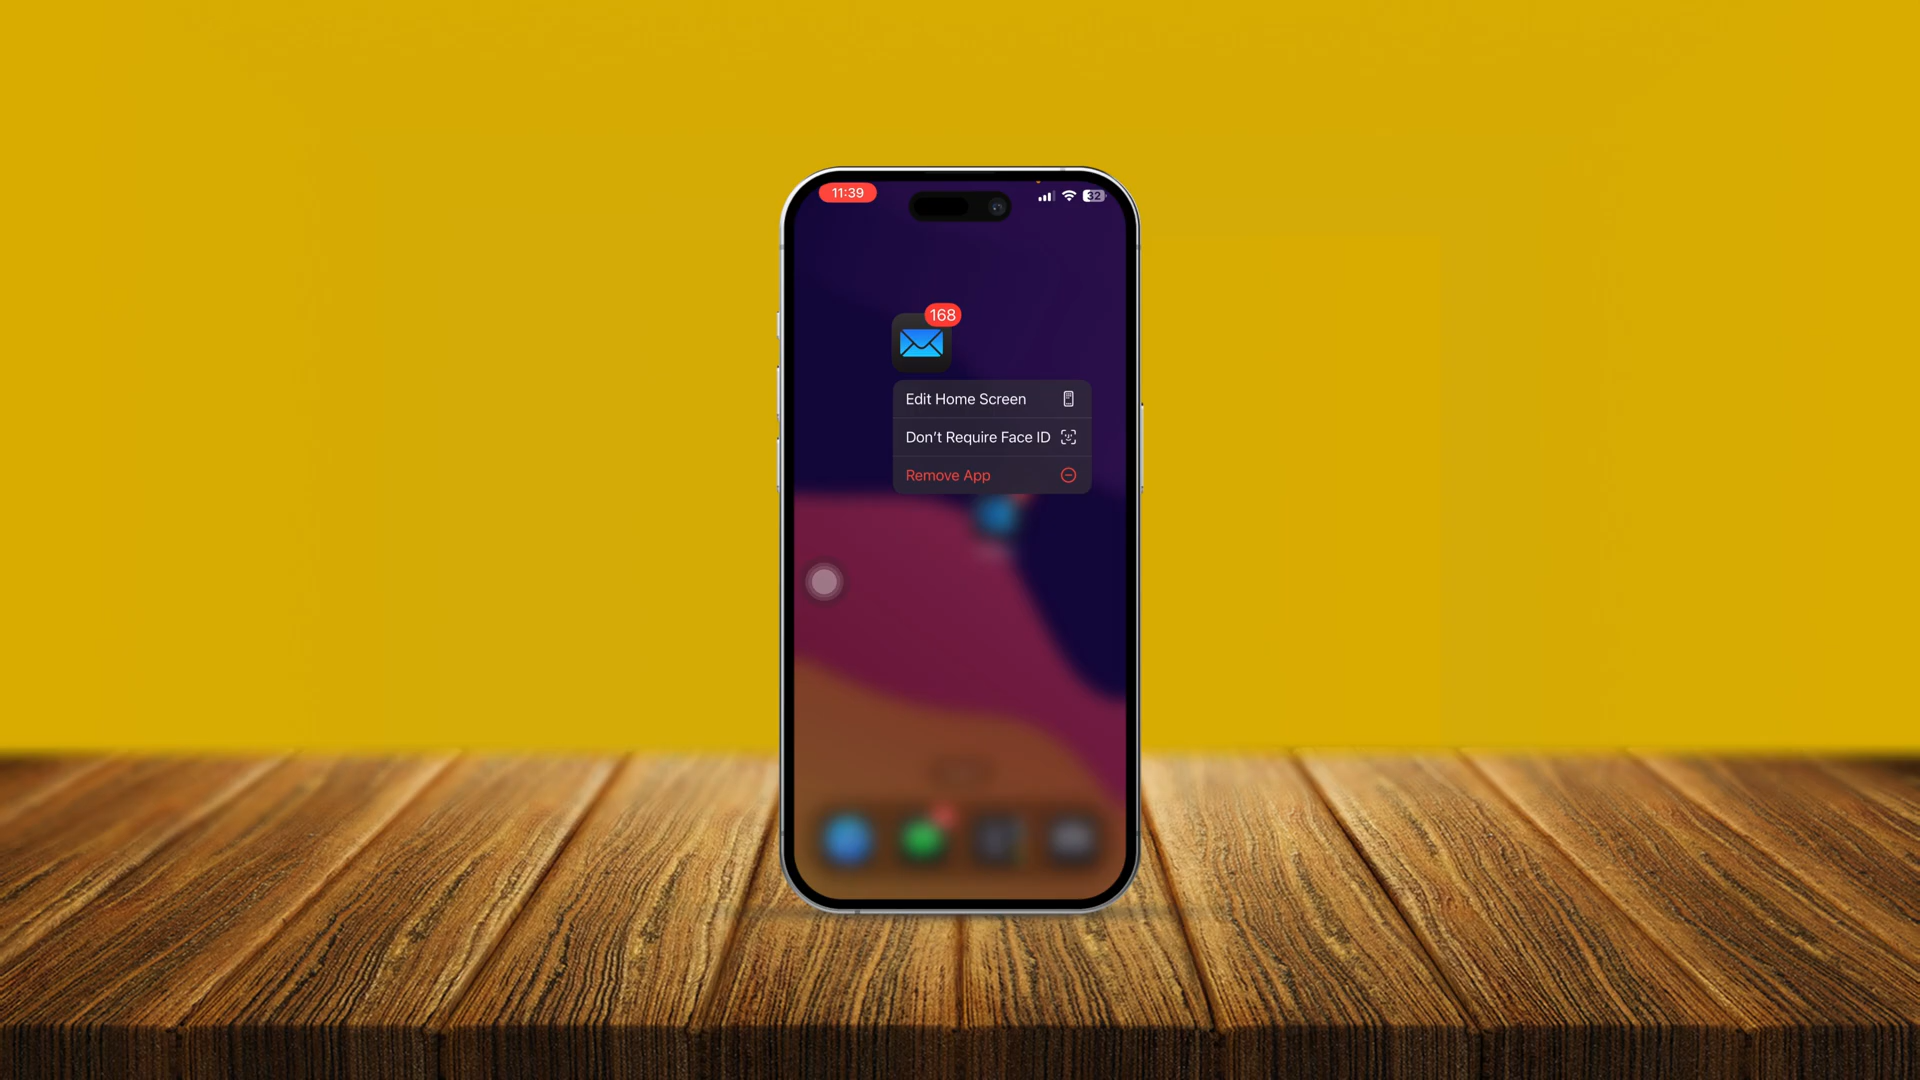 11:39
32
168
Edit Home Screen
Don't Require Face ID
Remove App